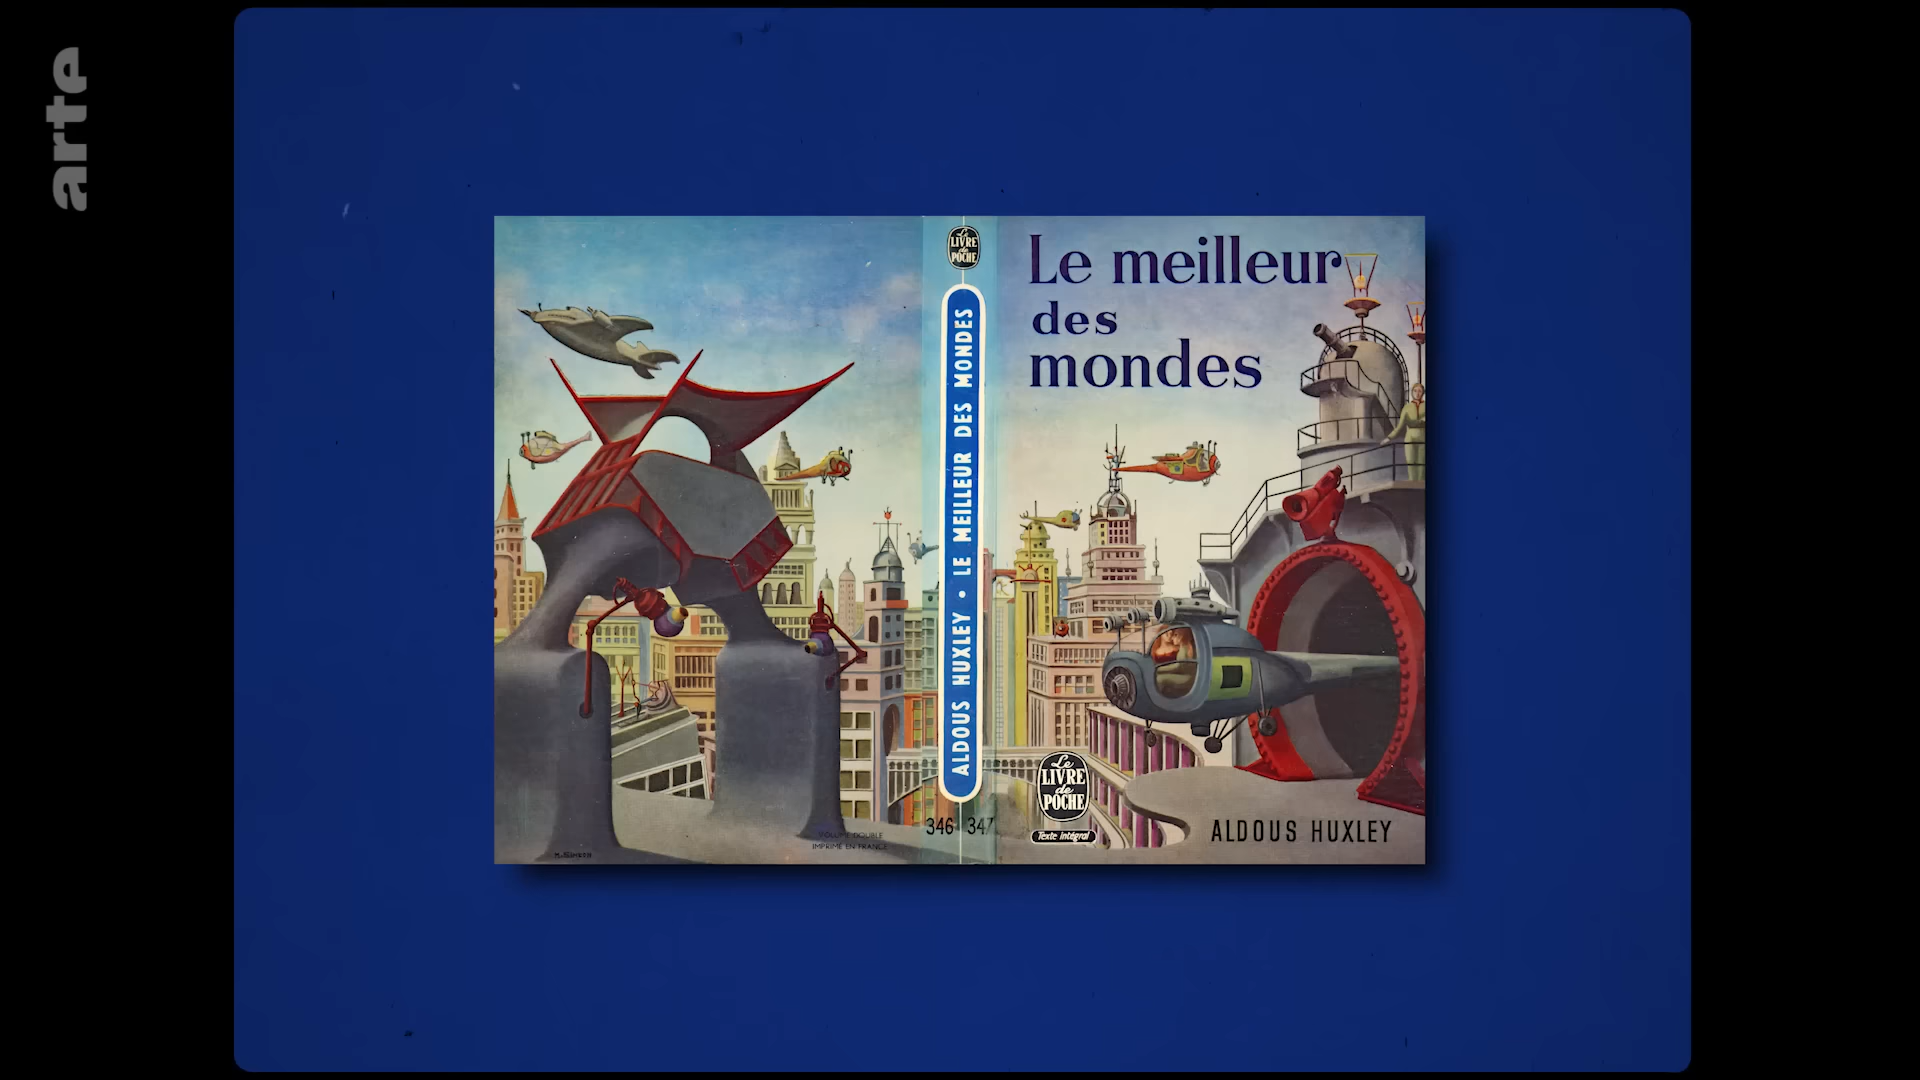 arte
Le
LIVRE
de
POCHE
ALDOUS HUXLEY • LE MEILLEUR DES MONDES
346 347
Le meilleur
des
mondes
Le
LIVRE
de
POCHE
Texte intégral
ALDOUS HUXLEY
VOLUME DOUBLE
IMPRIMÉ EN FRANCE